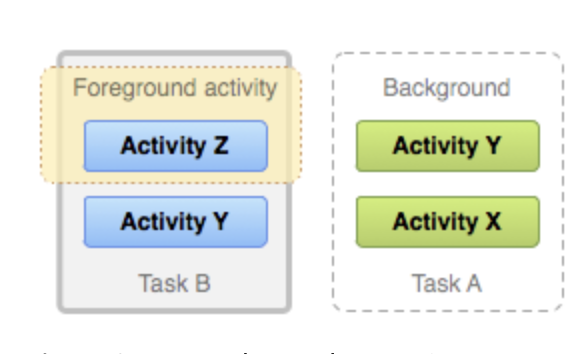 Foreground activity
Activity Z
Activity Y
Task B
Background
Activity Y
Activity X
Task A